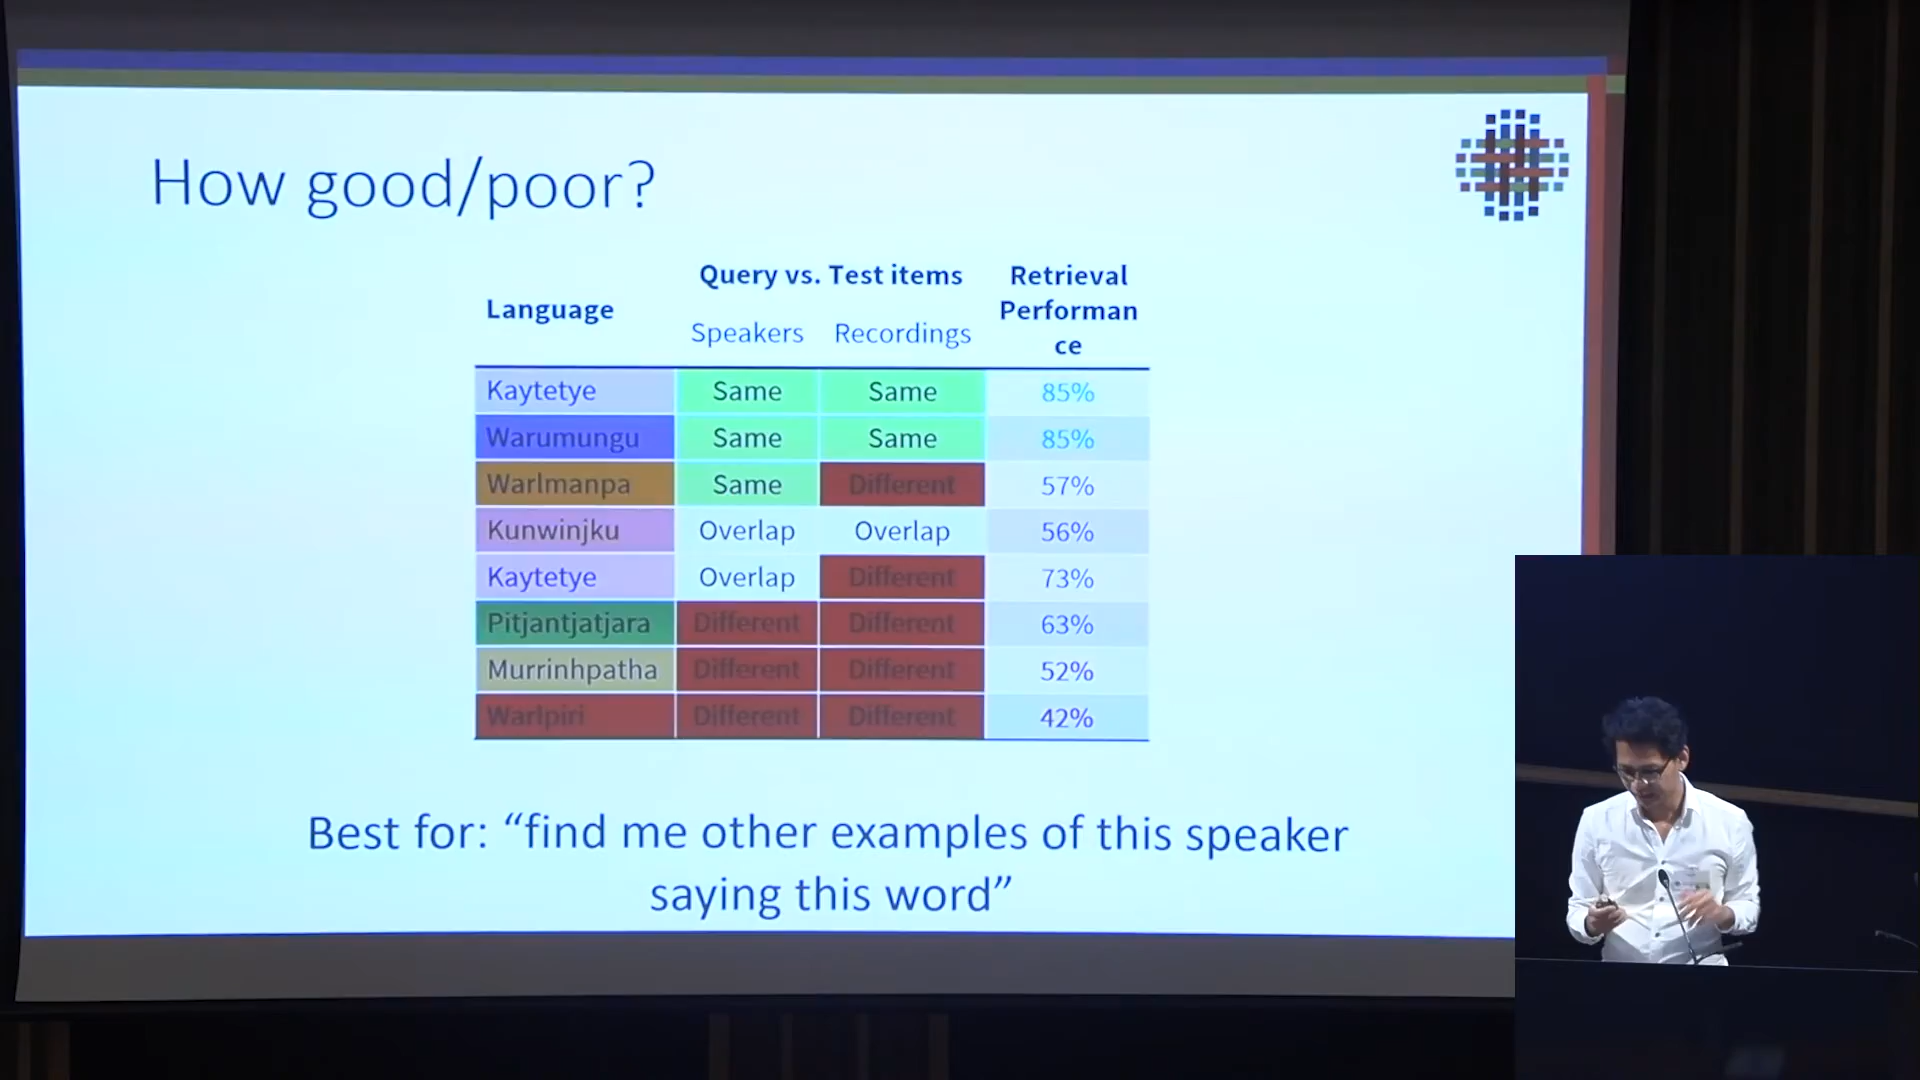 How good/poor?
Language
Query vs. Test items
Speakers Recordings
Retrieval
Performan
ce
Kaytetye Same Same 85%
Warumungu Same Same 85%
Warlmanpa Same Different 57%
Kunwinjku Overlap Overlap 56%
Kaytetye Overlap Different 73%
Pitjantjatjara Different Different 63%
Murrinhpatha Different Different 52%
Warlpiri Different Different 42%
Best for: “find me other examples of this speaker
saying this word”